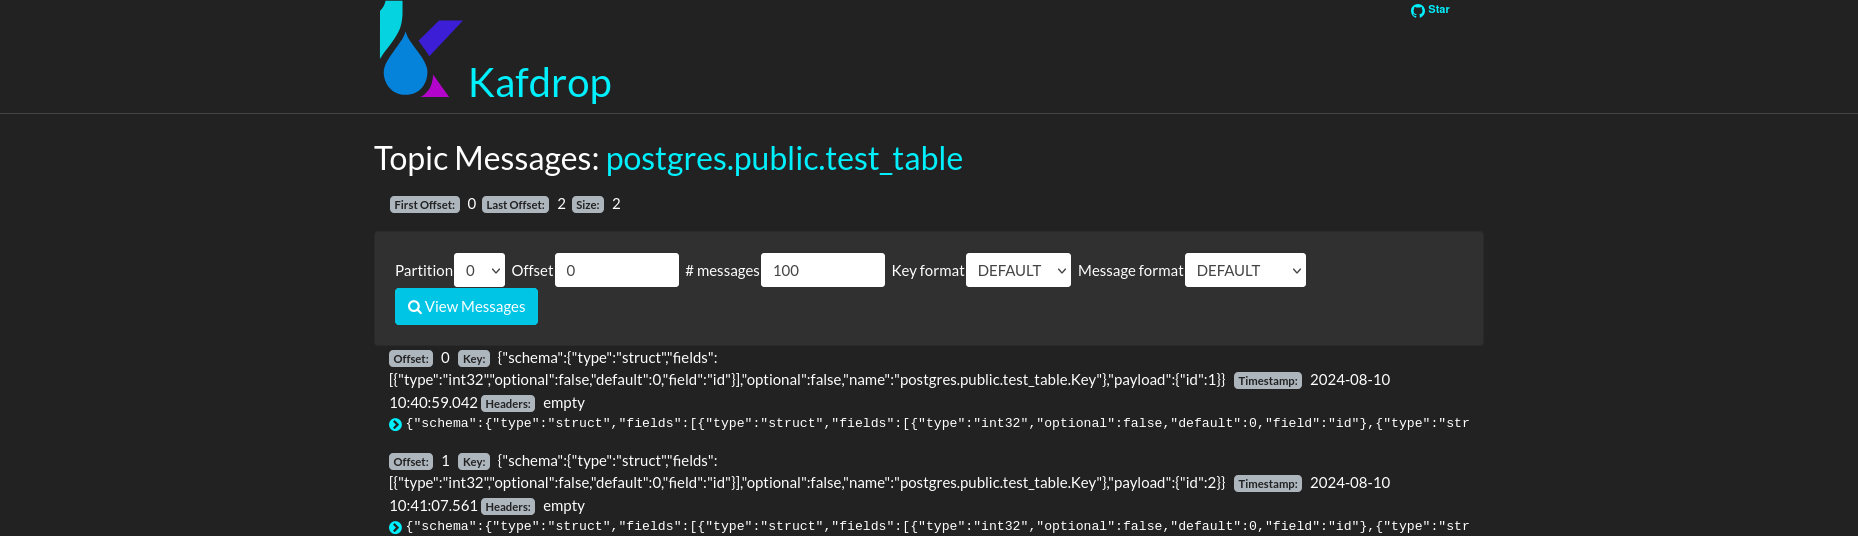 Star
Kafdrop
Topic Messages: postgres.public.test_table
First Offset: 0 Last Offset: 2 Size: 2
Partition 0 Offset 0 # messages 100 Key format DEFAULT Message format DEFAULT
View Messages
Offset: 0 Key: {"schema":{"type":"struct","fields":
[{"type":"int32","optional":false,"default":0,"field":"id"}],"optional":false,"name":"postgres.public.test_table.Key"},"payload":{"id":1}} Timestamp: 2024-08-10
10:40:59.042 Headers: empty
{"schema":{"type":"struct","fields":[{"type":"struct","fields":[{"type":"int32","optional":false,"default":0,"field":"id"},{"type":"str
Offset: 1 Key: {"schema":{"type":"struct","fields":
[{"type":"int32","optional":false,"default":0,"field":"id"}],"optional":false,"name":"postgres.public.test_table.Key"},"payload":{"id":2}} Timestamp: 2024-08-10
10:41:07.561 Headers: empty
{"schema":{"type":"struct","fields":[{"type":"struct","fields":[{"type":"int32","optional":false,"default":0,"field":"id"},{"type":"str